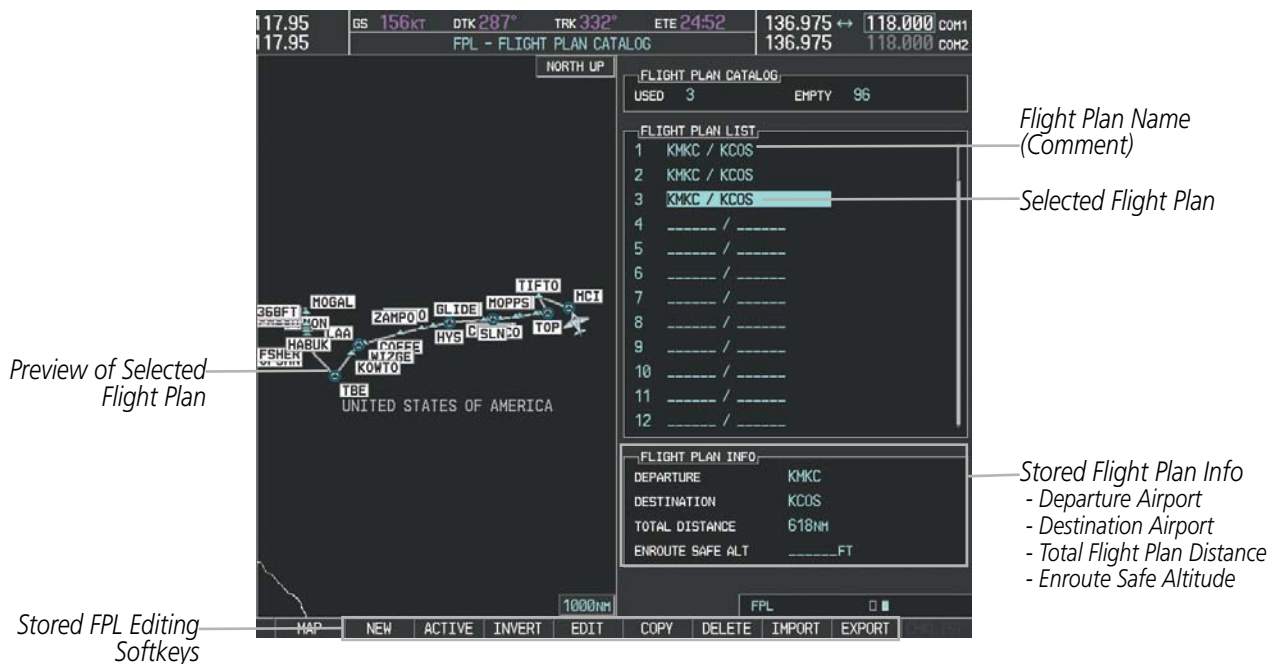 117.95 GS 156KT DTK 287° TRK 332° ETE 24:52 136.975 ↔ 118.000 COM1
117.95 FPL – FLIGHT PLAN CATALOG 136.975 118.000 COM2
NORTH UP
FLIGHT PLAN CATALOG
USED 3 EMPTY 96
FLIGHT PLAN LIST
1 KMKC / KCOS
2 KMKC / KCOS
3 KMKC / KCOS
4 ______ / ______
5 ______ / ______
6 ______ / ______
7 ______ / ______
8 ______ / ______
9 ______ / ______
10 ______ / ______
11 ______ / ______
12 ______ / ______
Flight Plan Name
(Comment)
Selected Flight Plan
TIFTO
MCI
MOGAL
GLIDE
MOPPS
368FT
ZAMPO
LAA
HYS
SLN
TOP
HABUK
COFFE
FSHER
WIZGE
KOWTO
TBE
UNITED STATES OF AMERICA
Preview of Selected
Flight Plan
FLIGHT PLAN INFO
DEPARTURE KMKC
DESTINATION KCOS
TOTAL DISTANCE 618NM
ENROUTE SAFE ALT ______FT
Stored Flight Plan Info
- Departure Airport
- Destination Airport
- Total Flight Plan Distance
- Enroute Safe Altitude
1000NM
FPL
MAP NEW ACTIVE INVERT EDIT COPY DELETE IMPORT EXPORT
Stored FPL Editing
Softkeys